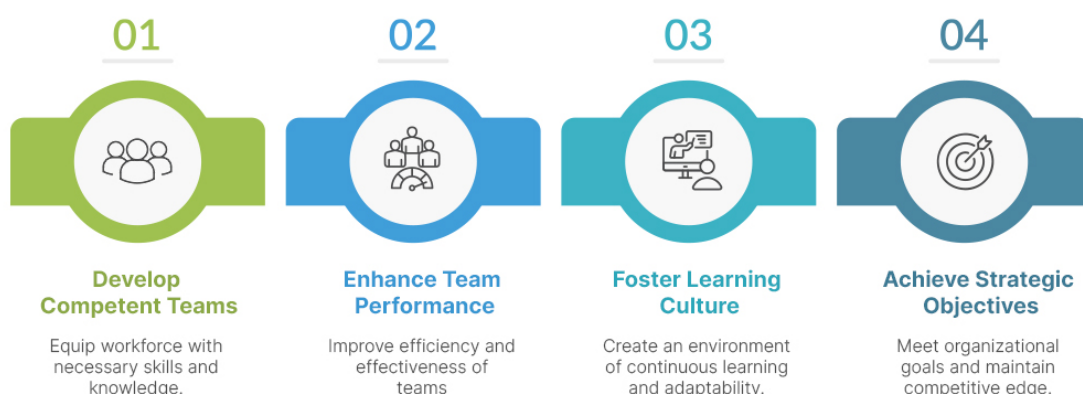 01
Develop
Competent Teams
Equip workforce with
necessary skills and
knowledge.
02
Enhance Team
Performance
Improve efficiency and
effectiveness of
teams
03
Foster Learning
Culture
Create an environment
of continuous learning
and adaptability.
04
Achieve Strategic
Objectives
Meet organizational
goals and maintain
competitive edge.